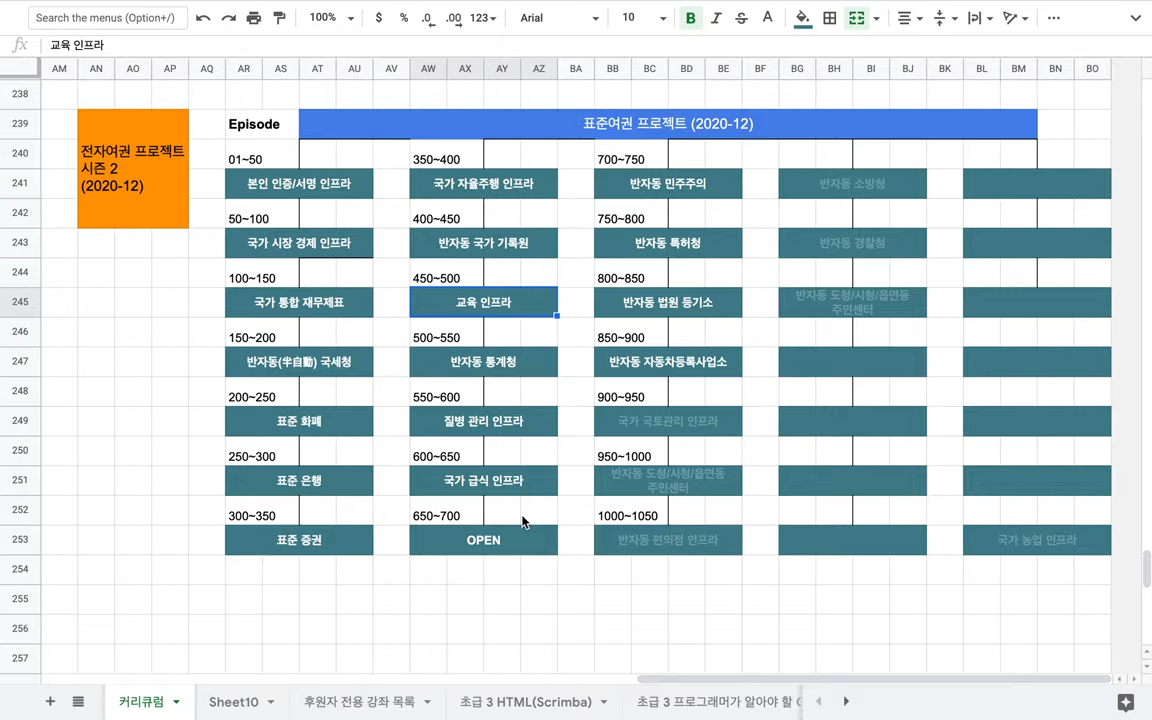 Search the menus (Option+/)
100%
$ % .0 .00 123
Arial
10
B I S A
fx 교육 인프라
AM AN AO AP AQ AR AS AT AU AV AW AX AY AZ BA BB BC BD BE BF BG BH BI BJ BK BL BM BN BO
238
239
전자여권 프로젝트
시즌 2
(2020-12)
Episode
표준여권 프로젝트 (2020-12)
240
01~50
350~400
700~750
241
본인 인증/서명 인프라
국가 자율주행 인프라
반자동 민주주의
반자동 소방청
242
50~100
400~450
750~800
243
국가 시장 경제 인프라
반자동 국가 기록원
반자동 특허청
반자동 경찰청
244
100~150
450~500
800~850
245
국가 통합 재무제표
교육 인프라
반자동 법원 등기소
반자동 도청/시청/읍면동
주민센터
246
150~200
500~550
850~900
247
반자동(半自動) 국세청
반자동 통계청
반자동 자동차등록사업소
248
200~250
550~600
900~950
249
표준 화폐
질병 관리 인프라
국가 국토관리 인프라
250
250~300
600~650
950~1000
251
표준 은행
국가 급식 인프라
반자동 도청/시청/읍면동
주민센터
252
300~350
650~700
1000~1050
253
표준 증권
OPEN
반자동 편의점 인프라
국가 농업 인프라
254
255
256
257
커리큘럼
Sheet10
후원자 전용 강좌 목록
초급 3 HTML(Scrimba)
초급 3 프로그래머가 알아야 할